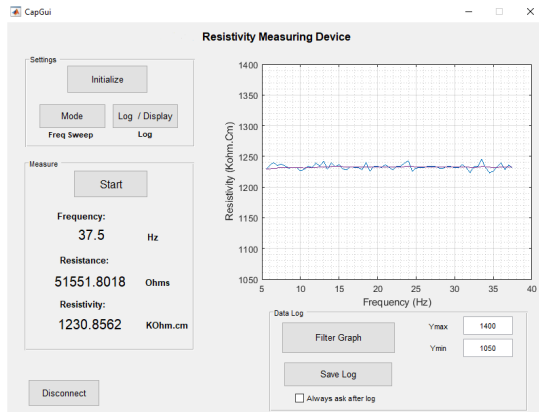 CapGui
Resistivity Measuring Device
Settings
Initialize
Mode
Log / Display
Freq Sweep
Log
Measure
Start
Frequency:
37.5
Hz
Resistance:
51551.8018
Ohms
Resistivity:
1230.8562
KOhm.cm
Disconnect
Resistivity (Kohm.Cm)
1400
1350
1300
1250
1200
1150
1100
1050
5
10
15
20
25
30
35
40
Frequency (Hz)
Data Log
Filter Graph
Ymax
1400
Ymin
1050
Save Log
Always ask after log